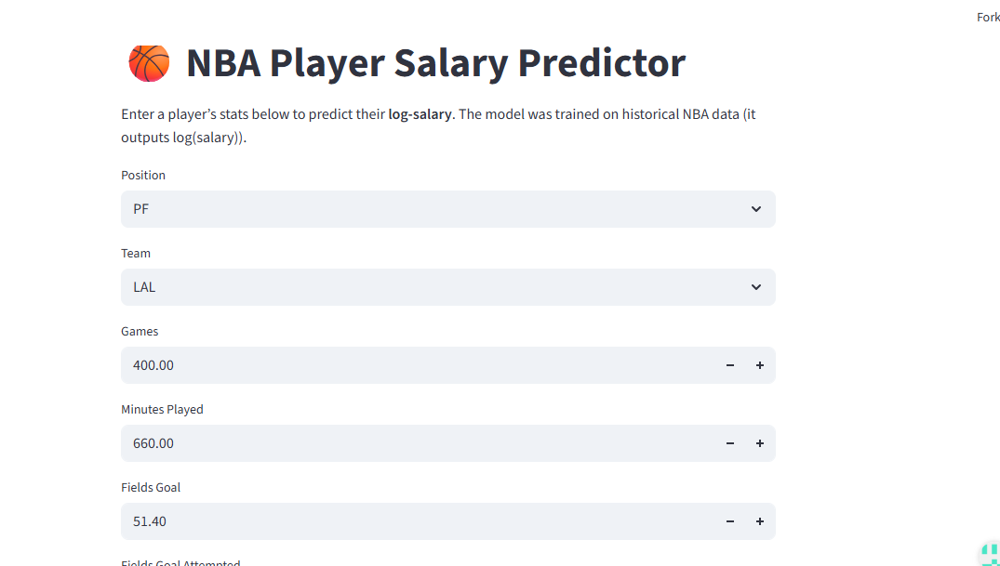 Fork
NBA Player Salary Predictor
Enter a player’s stats below to predict their log-salary. The model was trained on historical NBA data (it
outputs log(salary)).
Position
PF
Team
LAL
Games
400.00
Minutes Played
660.00
Fields Goal
51.40
Fields Goal Attempted